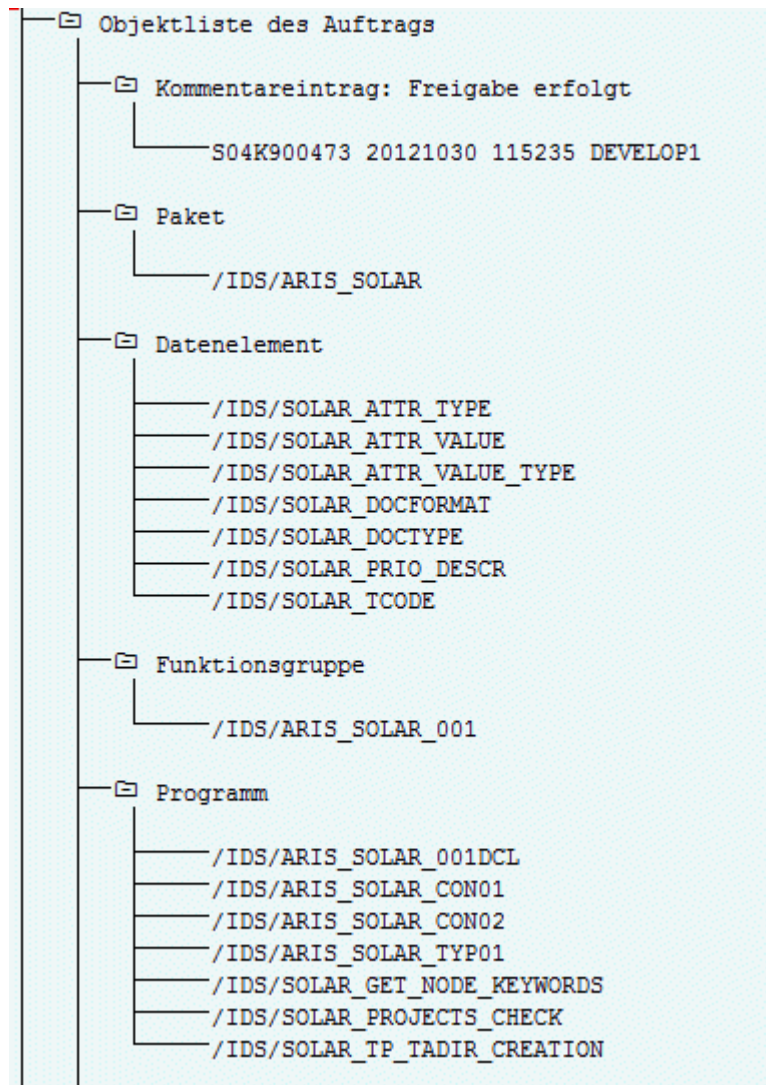 Objektliste des Auftrags
Kommentareintrag: Freigabe erfolgt
S04K900473 20121030 115235 DEVELOP1
Paket
/IDS/ARIS_SOLAR
Datenelement
/IDS/SOLAR_ATTR_TYPE
/IDS/SOLAR_ATTR_VALUE
/IDS/SOLAR_ATTR_VALUE_TYPE
/IDS/SOLAR_DOCFORMAT
/IDS/SOLAR_DOCTYPE
/IDS/SOLAR_PRIO_DESCR
/IDS/SOLAR_TCODE
Funktionsgruppe
/IDS/ARIS_SOLAR_001
Programm
/IDS/ARIS_SOLAR_001DCL
/IDS/ARIS_SOLAR_CON01
/IDS/ARIS_SOLAR_CON02
/IDS/ARIS_SOLAR_TYP01
/IDS/SOLAR_GET_NODE_KEYWORDS
/IDS/SOLAR_PROJECTS_CHECK
/IDS/SOLAR_TP_TADIR_CREATION